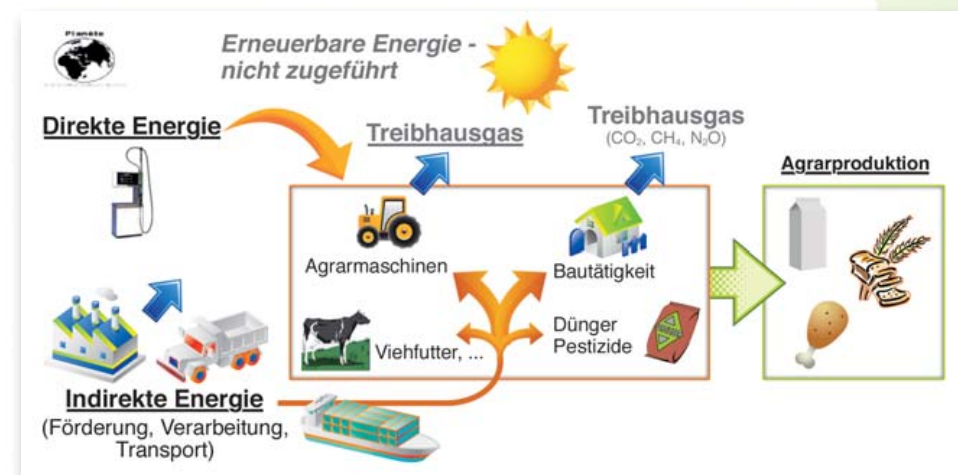 Planète
Erneuerbare Energie -
nicht zugeführt
Direkte Energie
Treibhausgas
Treibhausgas
(CO₂, CH₄, N₂O)
Agrarproduktion
Agrarmaschinen
Bautätigkeit
Viehfutter, ...
Dünger
Pestizide
Indirekte Energie
(Förderung, Verarbeitung,
Transport)